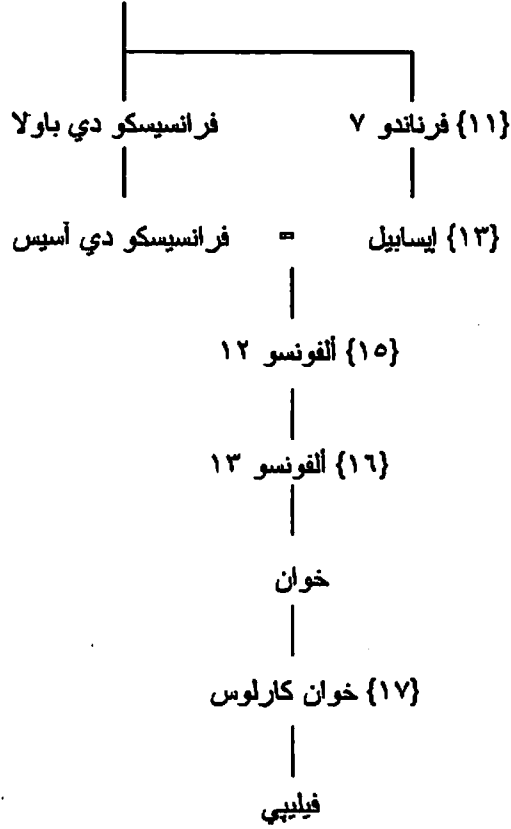 {١١} فرناندو ٧ فرانسيسكو دي باولا
{١٣} إيسابيل = فرانسيسكو دي آسيس
{١٥} ألفونسو ١٢
{١٦} ألفونسو ١٣
خوان
{١٧} خوان كارلوس
فيليپي